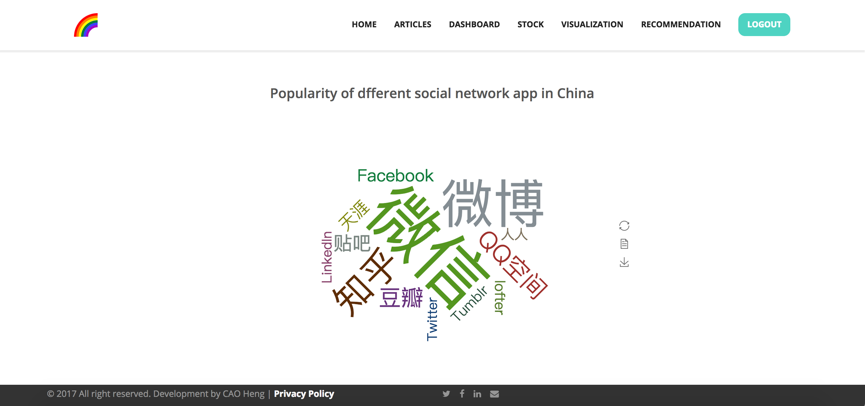 HOME ARTICLES DASHBOARD STOCK VISUALIZATION RECOMMENDATION LOGOUT
Popularity of dfferent social network app in China
Facebook
微博
天涯
微信
人人
贴吧
LinkedIn
QQ空间
知乎
豆瓣
Twitter
Tumblr
lofter
© 2017 All right reserved. Development by CAO Heng | Privacy Policy